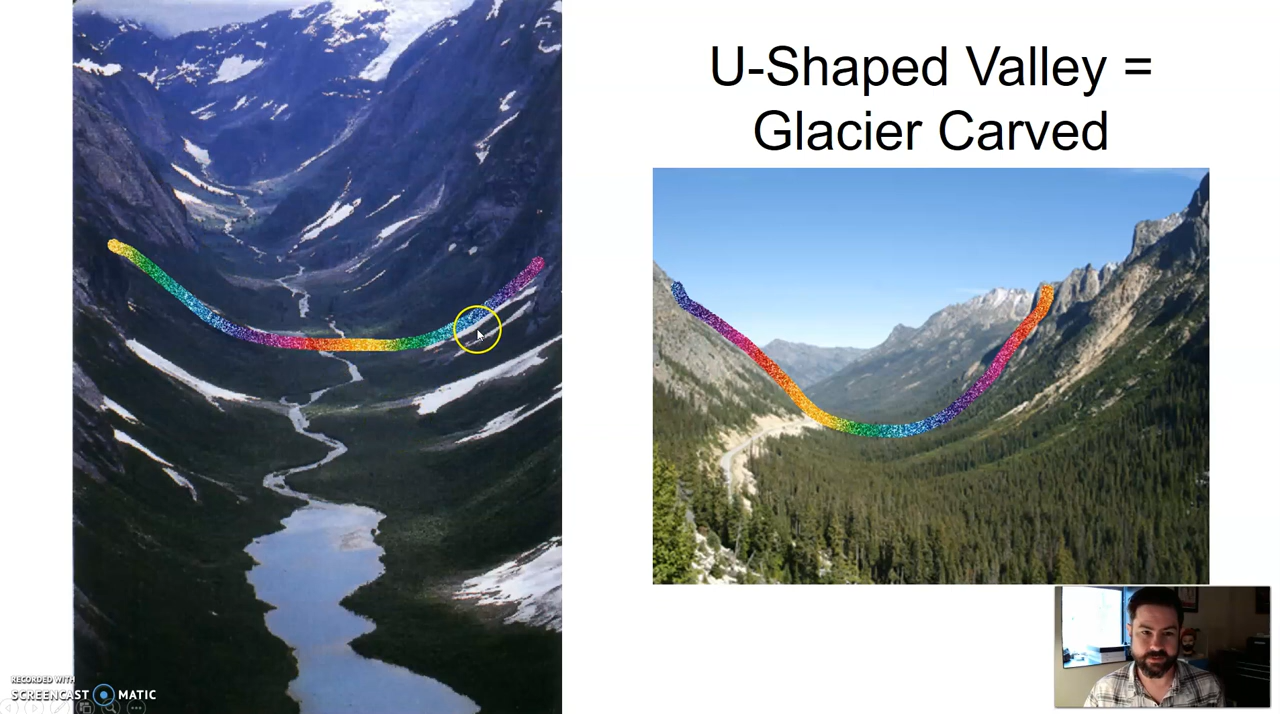 U-Shaped Valley =
Glacier Carved
RECORDED WITH
SCREENCAST MATIC